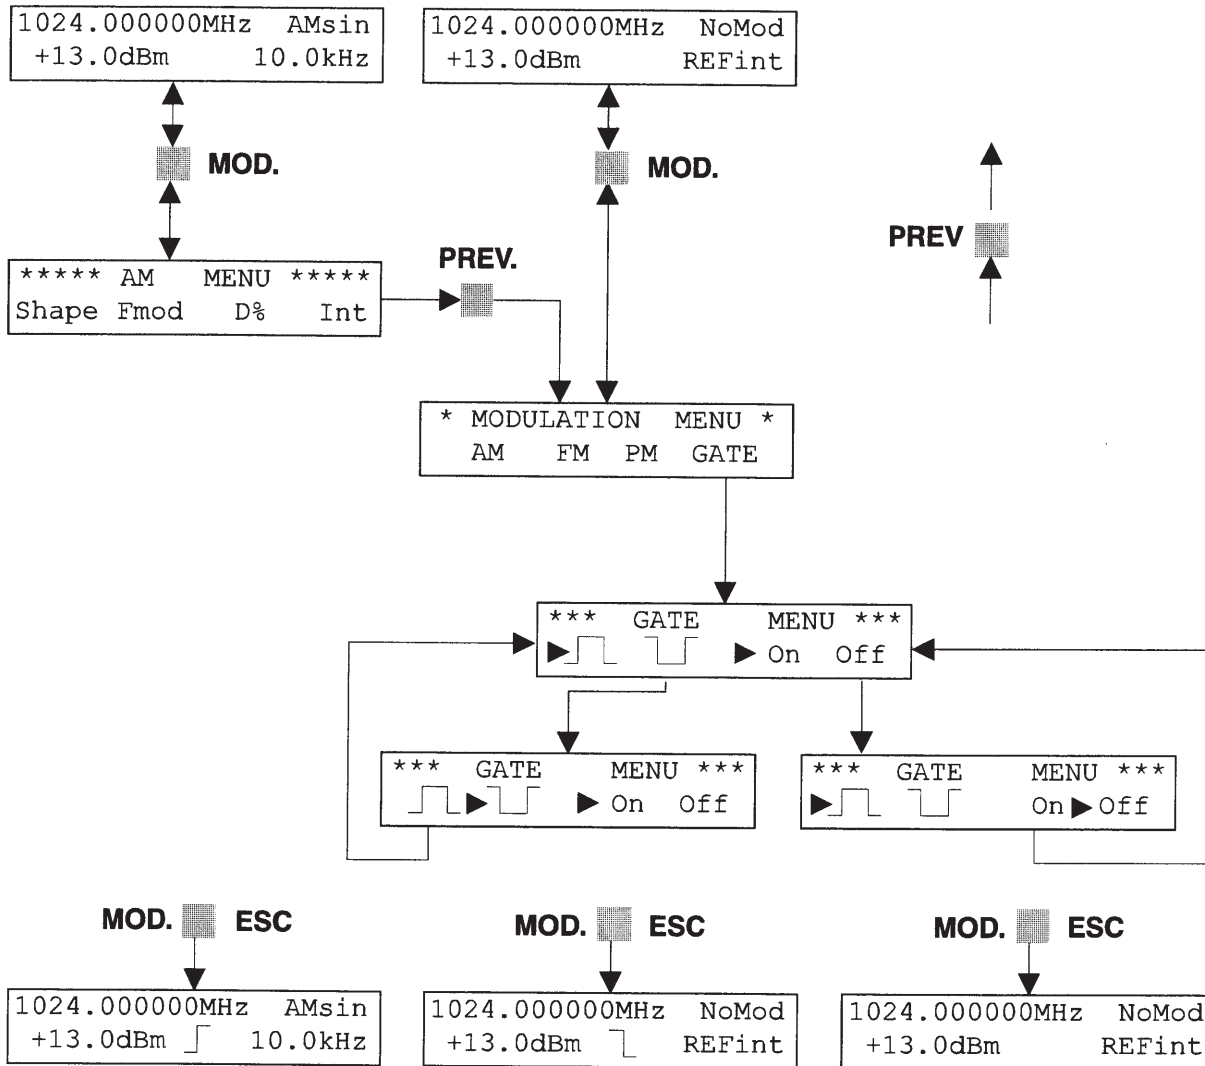 1024.000000MHz AMsin
+13.0dBm 10.0kHz
1024.000000MHz NoMod
+13.0dBm REFint
MOD.
MOD.
PREV
PREV.
***** AM MENU *****
Shape Fmod D% Int
* MODULATION MENU *
AM FM PM GATE
*** GATE MENU ***
On Off
*** GATE MENU ***
On Off
*** GATE MENU ***
On Off
MOD. ESC
MOD. ESC
MOD. ESC
1024.000000MHz AMsin
+13.0dBm 10.0kHz
1024.000000MHz NoMod
+13.0dBm REFint
1024.000000MHz NoMod
+13.0dBm REFint